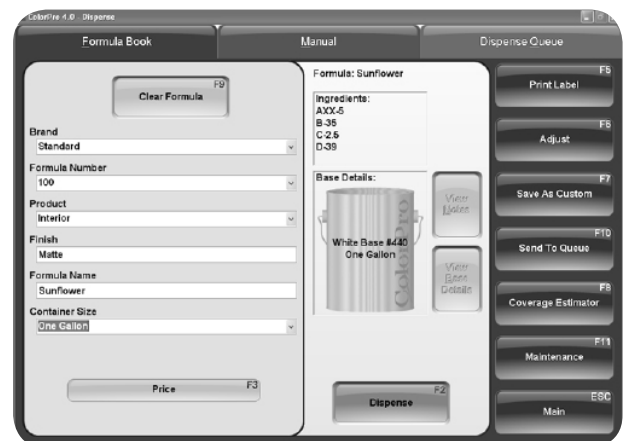 ColorPro 4.0 - Dispense
Formula Book
Manual
Dispense Queue
F9
Clear Formula
Brand
Standard
Formula Number
100
Product
Interior
Finish
Matte
Formula Name
Sunflower
Container Size
One Gallon
Price
F3
Formula: Sunflower
Ingredients:
AXX-5
B-35
C-2.5
D-39
Base Details:
ColorPro
White Base #440
One Gallon
View
Notes
View
Base
Details
F2
Dispense
F5
Print Label
F6
Adjust
F7
Save As Custom
F10
Send To Queue
F8
Coverage Estimator
F11
Maintenance
ESC
Main